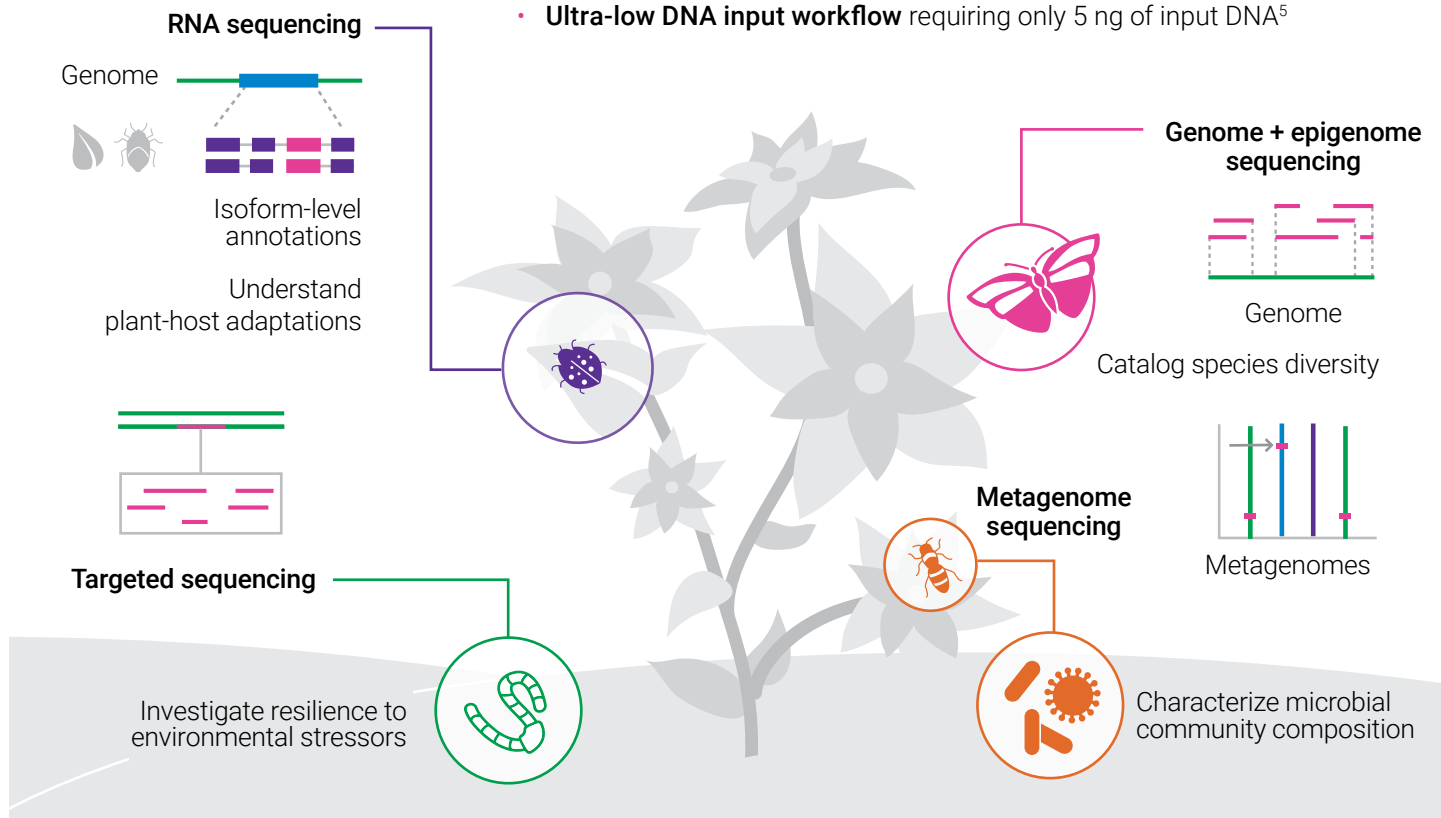 • Ultra-low DNA input workflow requiring only 5 ng of input DNA⁵
RNA sequencing
Genome
Isoform-level
annotations
Understand
plant-host adaptations
Genome + epigenome
sequencing
Genome
Catalog species diversity
Metagenomes
Metagenome
sequencing
Characterize microbial
community composition
Targeted sequencing
Investigate resilience to
environmental stressors